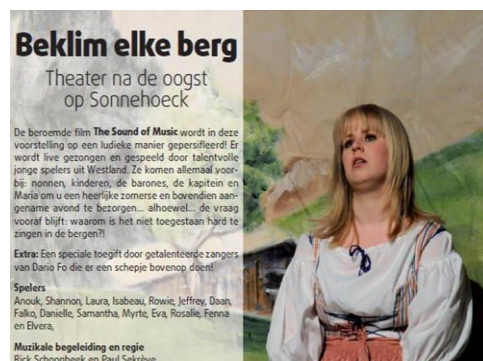 Beklim elke berg
Theater na de oogst
op Sonnehoeck
De beroemde film The Sound of Music wordt in deze
voorstelling op een ludieke manier gepersifleerd! Er
wordt live gezongen en gespeeld door talentvolle
jonge spelers uit Westland. Ze komen allemaal voor-
bij: nonnen, kinderen, de barones, de kapitein en
Maria om u een heerlijke zomerse en bovendien aan-
gename avond te bezorgen... alhoewel... de vraag
vooraf blijft: waarom is het niet toegestaan hard te
zingen in de bergen?!
Extra: Een speciale toegift door getalenteerde zangers
van Dario Fo die er een schepje bovenop doen!
Spelers
Anouk, Shannon, Laura, Isabeau, Rowie, Jeffrey, Daan,
Falko, Danielle, Samantha, Myrte, Eva, Rosalie, Fenna
en Elvera,
Muzikale begeleiding en regie
Rick Schoonbeek en Paul Sekrève